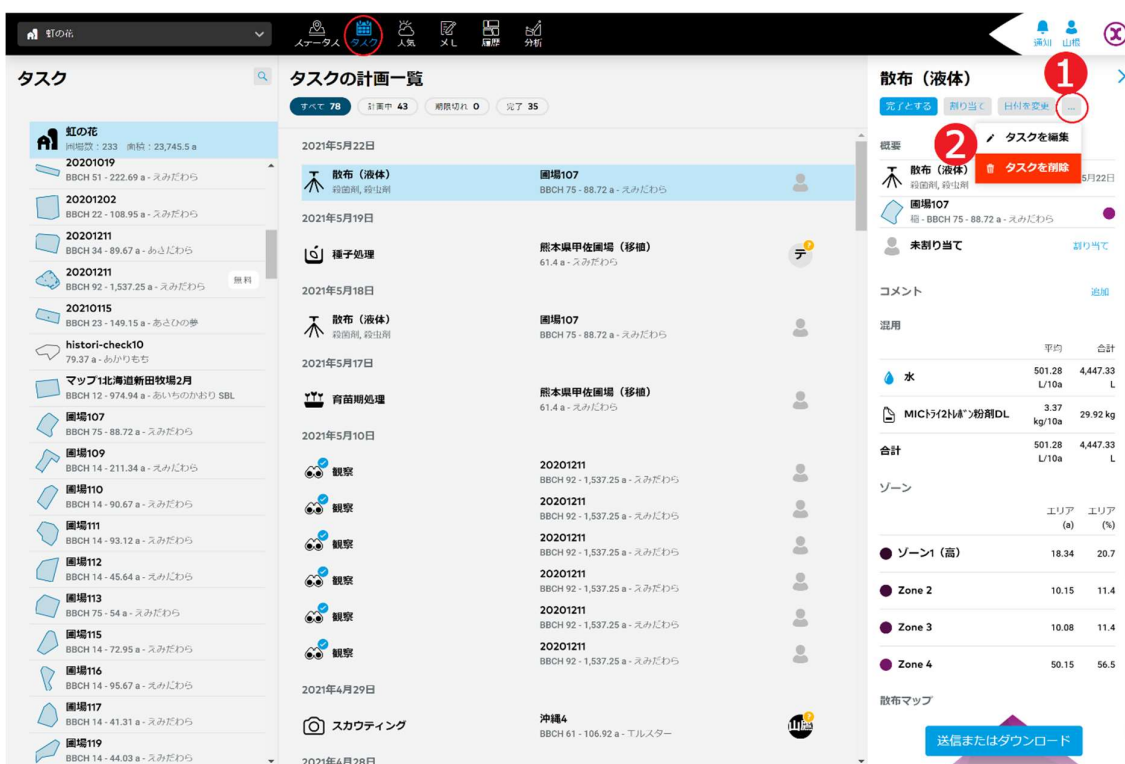 虹の花
ステータス
タスク
人気
メモ
履歴
分析
通知
山橋
タスク
虹の花
圃場数：233 面積：23,745.5 a
20201019
BBCH 51 - 222.69 a - えみだわら
20201202
BBCH 22 - 108.95 a - えみだわら
20201211
BBCH 34 - 89.67 a - あさだわら
20201211
BBCH 92 - 1,537.25 a - えみだわら
無料
20210115
BBCH 23 - 149.15 a - あさひの夢
histori-check10
79.37 a - あかりもち
マップ1北海道新田牧場2月
BBCH 12 - 974.94 a - あいちのかおり SBL
圃場107
BBCH 75 - 88.72 a - えみだわら
圃場109
BBCH 14 - 211.34 a - えみだわら
圃場110
BBCH 14 - 90.67 a - えみだわら
圃場111
BBCH 14 - 93.12 a - えみだわら
圃場112
BBCH 14 - 45.64 a - えみだわら
圃場113
BBCH 75 - 54 a - えみだわら
圃場115
BBCH 14 - 72.95 a - えみだわら
圃場116
BBCH 14 - 95.67 a - えみだわら
圃場117
BBCH 14 - 41.31 a - えみだわら
圃場119
BBCH 14 - 44.03 a - えみだわら
タスクの計画一覧
すべて 78
計画中 43
期限切れ 0
完了 35
2021年5月22日
散布（液体）
殺菌剤, 殺虫剤
圃場107
BBCH 75 - 88.72 a - えみだわら
2021年5月19日
種子処理
熊本県甲佐圃場（移植）
61.4 a - えみだわら
テ
?
2021年5月18日
散布（液体）
殺菌剤, 殺虫剤
圃場107
BBCH 75 - 88.72 a - えみだわら
2021年5月17日
育苗期処理
熊本県甲佐圃場（移植）
61.4 a - えみだわら
2021年5月10日
観察
20201211
BBCH 92 - 1,537.25 a - えみだわら
観察
20201211
BBCH 92 - 1,537.25 a - えみだわら
観察
20201211
BBCH 92 - 1,537.25 a - えみだわら
観察
20201211
BBCH 92 - 1,537.25 a - えみだわら
観察
20201211
BBCH 92 - 1,537.25 a - えみだわら
観察
20201211
BBCH 92 - 1,537.25 a - えみだわら
2021年4月29日
スカウティング
沖縄4
BBCH 61 - 106.92 a - エルスター
?
2021年4月28日
散布（液体）
1
完了とする
割り当て
日付を変更
...
2
タスクを編集
タスクを削除
概要
散布（液体）
殺菌剤, 殺虫剤
5月22日
圃場107
稲 - BBCH 75 - 88.72 a - えみだわら
未割り当て
割り当て
コメント
追加
混用
平均 合計
水
501.28 L/10a
4,447.33 L
MICﾄﾗｲ2ﾄﾚﾎﾞﾝ粉剤DL
3.37 kg/10a
29.92 kg
合計
501.28 L/10a
4,447.33 L
ゾーン
エリア (a)
エリア (%)
ゾーン1（高） 18.34 20.7
Zone 2 10.15 11.4
Zone 3 10.08 11.4
Zone 4 50.15 56.5
散布マップ
送信またはダウンロード